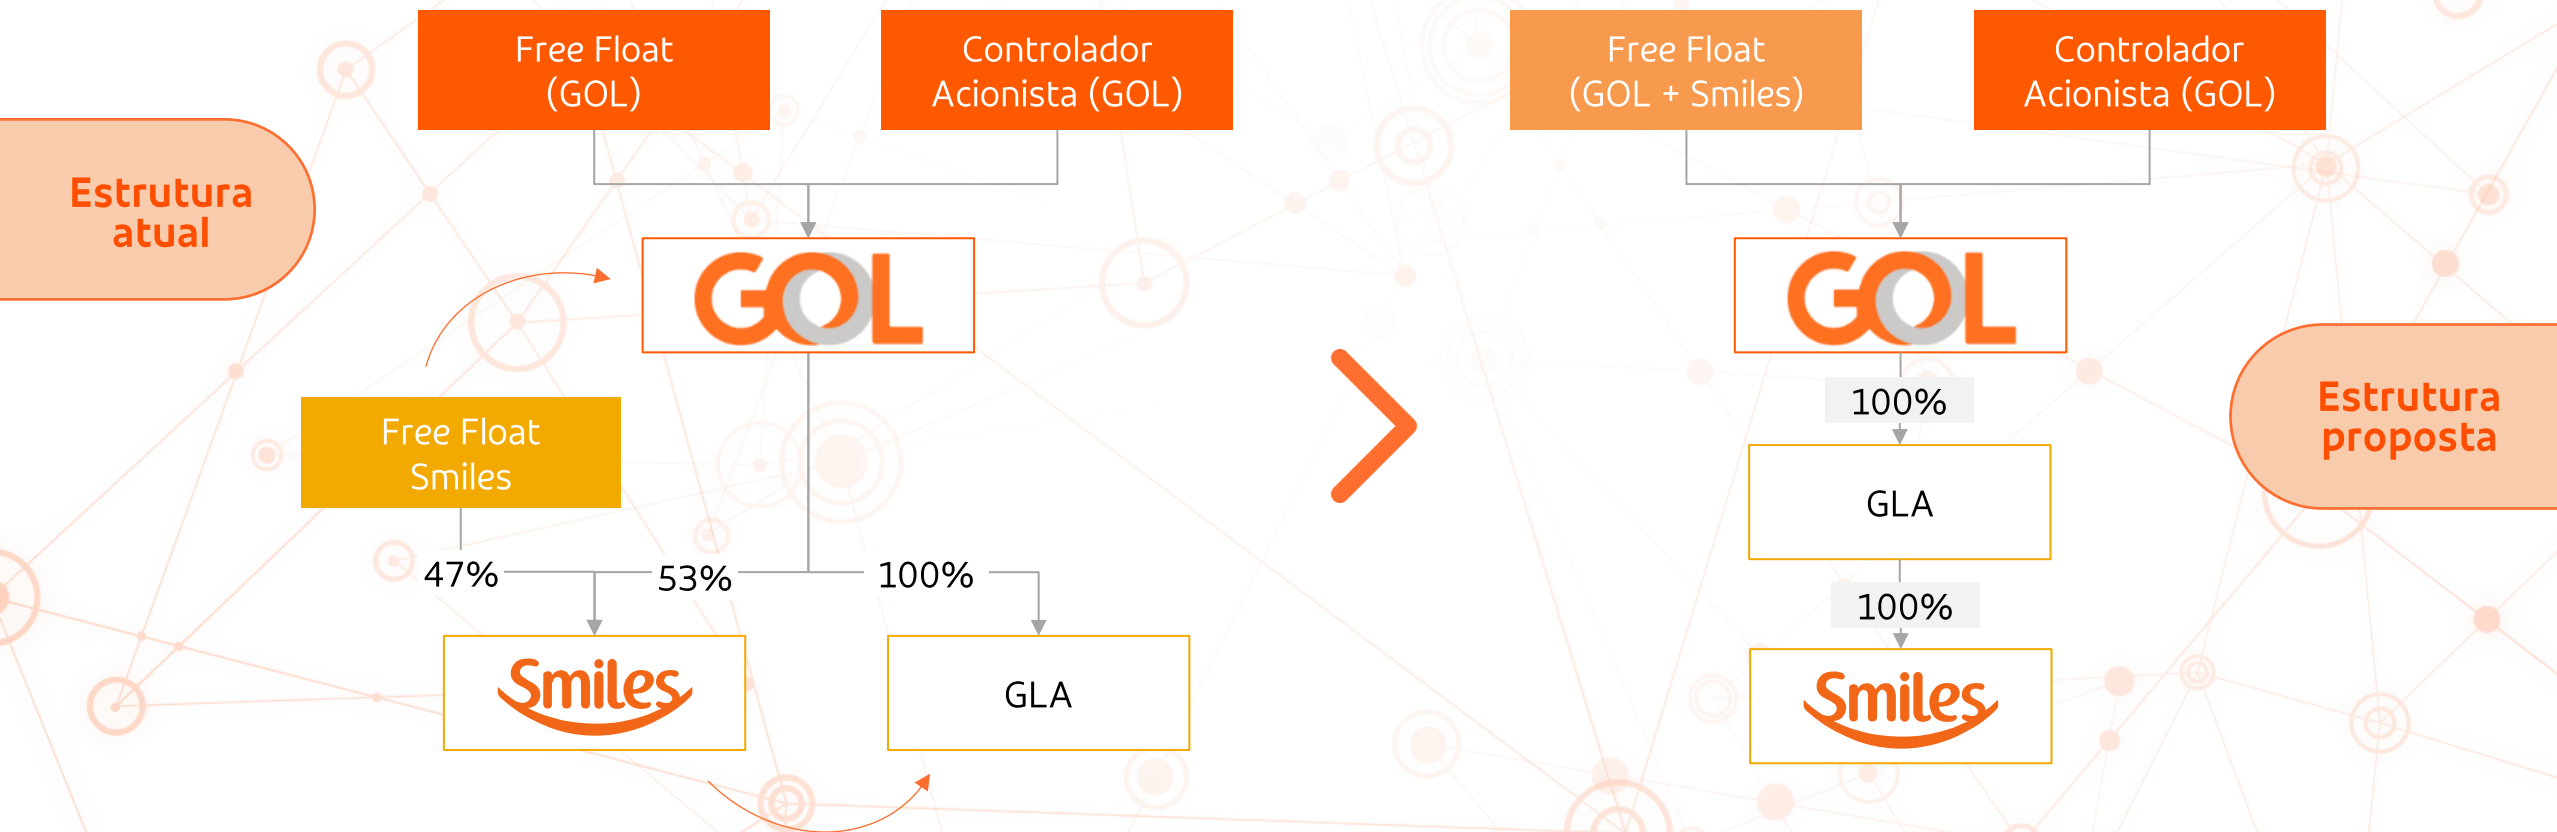 Estrutura
atual
Free Float
(GOL)
Controlador
Acionista (GOL)
GOL
Free Float
Smiles
47%
53%
100%
Smiles
GLA
Free Float
(GOL + Smiles)
Controlador
Acionista (GOL)
GOL
100%
GLA
100%
Smiles
Estrutura
proposta